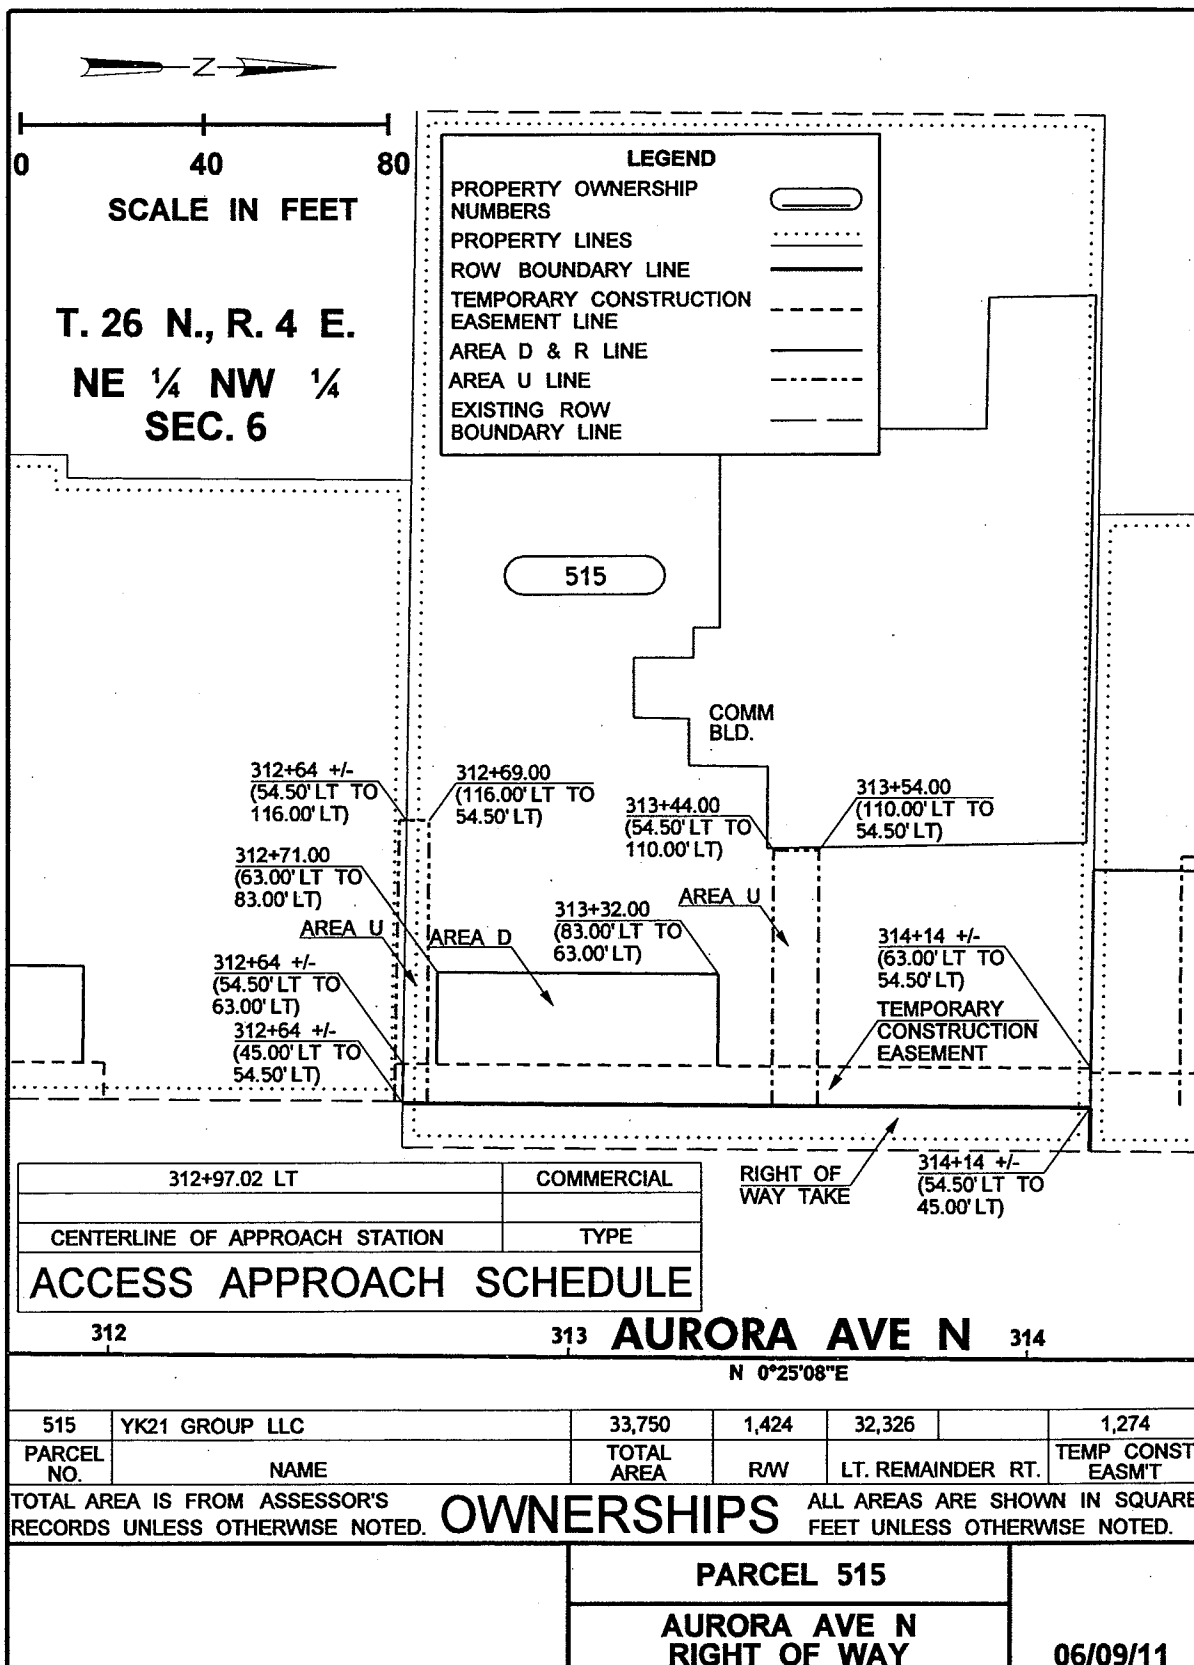 N
0 40 80
SCALE IN FEET
T. 26 N., R. 4 E.
NE ¼ NW ¼
SEC. 6
LEGEND
PROPERTY OWNERSHIP
NUMBERS
PROPERTY LINES
ROW BOUNDARY LINE
TEMPORARY CONSTRUCTION
EASEMENT LINE
AREA D & R LINE
AREA U LINE
EXISTING ROW
BOUNDARY LINE
515
COMM
BLD.
312+64 +/-
(54.50' LT TO
116.00' LT)
312+69.00
(116.00' LT TO
54.50' LT)
313+44.00
(54.50' LT TO
110.00' LT)
313+54.00
(110.00' LT TO
54.50' LT)
312+71.00
(63.00' LT TO
83.00' LT)
AREA U
AREA D
313+32.00
(83.00' LT TO
63.00' LT)
AREA U
314+14 +/-
(63.00' LT TO
54.50' LT)
312+64 +/-
(54.50' LT TO
63.00' LT)
312+64 +/-
(45.00' LT TO
54.50' LT)
TEMPORARY
CONSTRUCTION
EASEMENT
RIGHT OF
WAY TAKE
314+14 +/-
(54.50' LT TO
45.00' LT)
312+97.02 LT COMMERCIAL
CENTERLINE OF APPROACH STATION TYPE
ACCESS APPROACH SCHEDULE
312 313 AURORA AVE N 314
N 0°25'08"E
515 YK21 GROUP LLC 33,750 1,424 32,326 1,274
PARCEL
NO.
NAME
TOTAL
AREA
R/W
LT. REMAINDER RT.
TEMP CONST
EASM'T
TOTAL AREA IS FROM ASSESSOR'S
RECORDS UNLESS OTHERWISE NOTED.
OWNERSHIPS
ALL AREAS ARE SHOWN IN SQUARE
FEET UNLESS OTHERWISE NOTED.
PARCEL 515
AURORA AVE N
RIGHT OF WAY
06/09/11